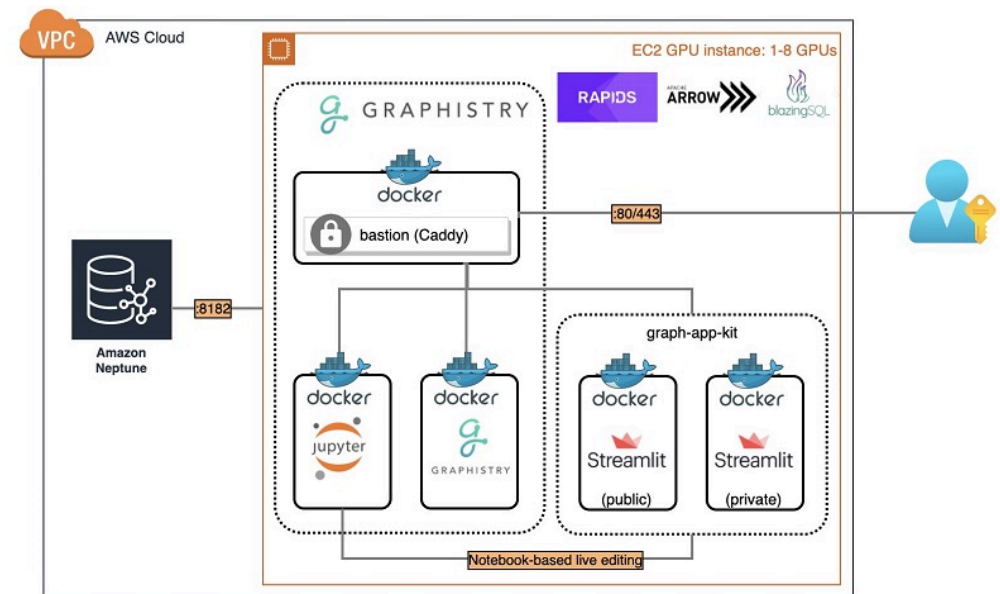 VPC
AWS Cloud
EC2 GPU instance: 1-8 GPUs
GRAPHISTRY
RAPIDS
APACHE
ARROW
blazingSQL
docker
bastion (Caddy)
:80/443
:8182
Amazon
Neptune
graph-app-kit
docker
jupyter
docker
GRAPHISTRY
docker
Streamlit
(public)
docker
Streamlit
(private)
Notebook-based live editing